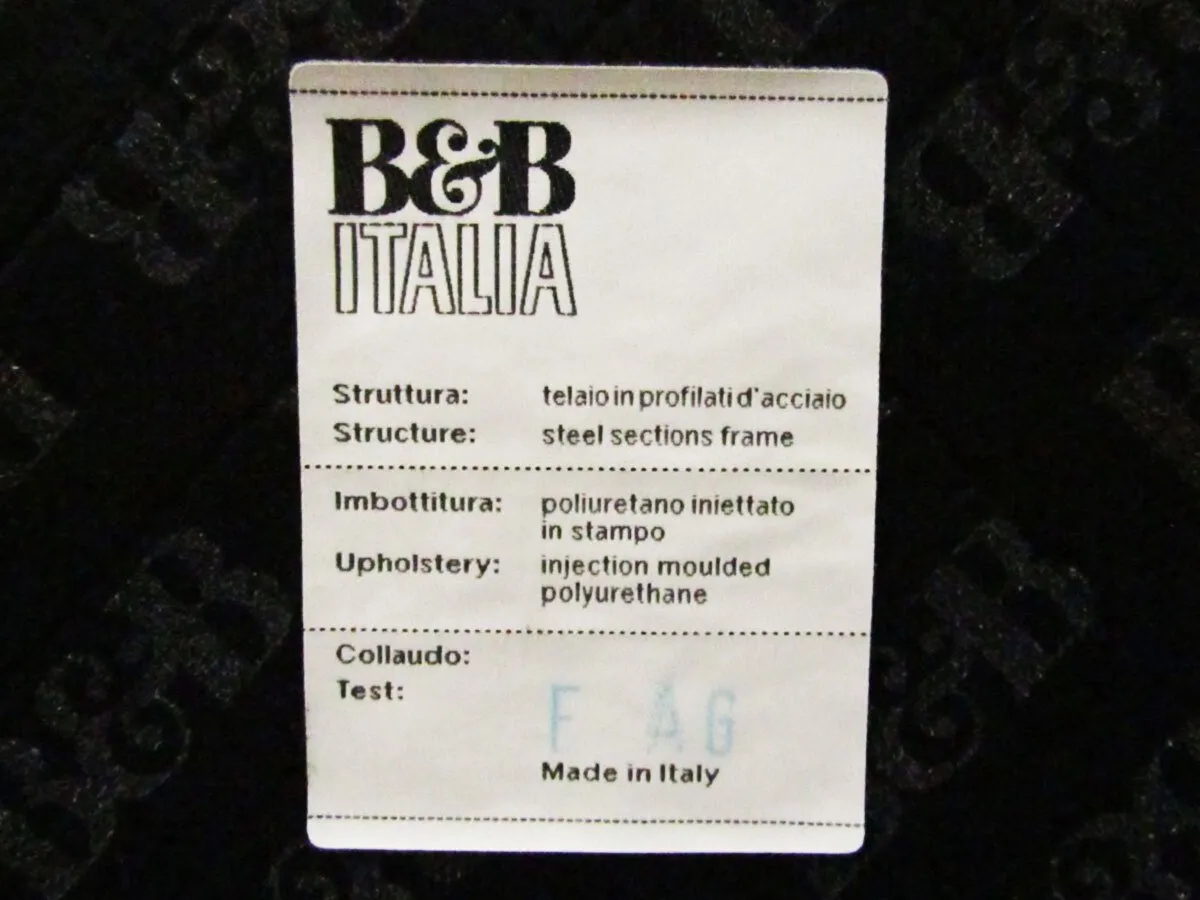 B&B
ITALIA
Struttura: telaio in profilati d'acciaio
Structure: steel sections frame
Imbottitura: poliuretano iniettato
in stampo
Upholstery: injection moulded
polyurethane
Collaudo:
Test:
F AG
Made in Italy